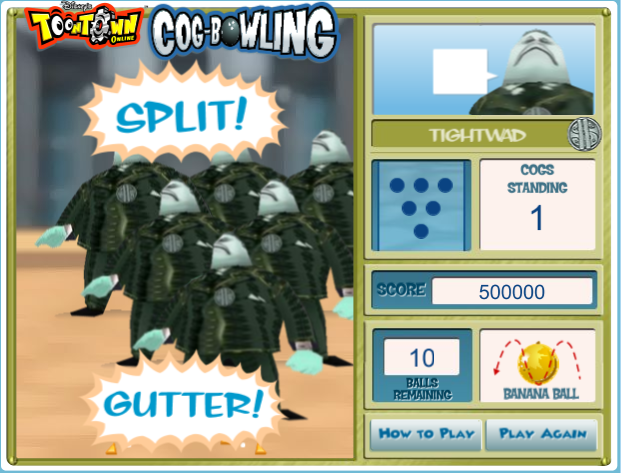 Disney's
TOONTOWN
ONLINE
COG-BOWLING
SPLIT!
GUTTER!
TIGHTWAD
COGS
STANDING
1
SCORE
500000
10
BALLS
REMAINING
BANANA BALL
HOW TO PLAY
PLAY AGAIN